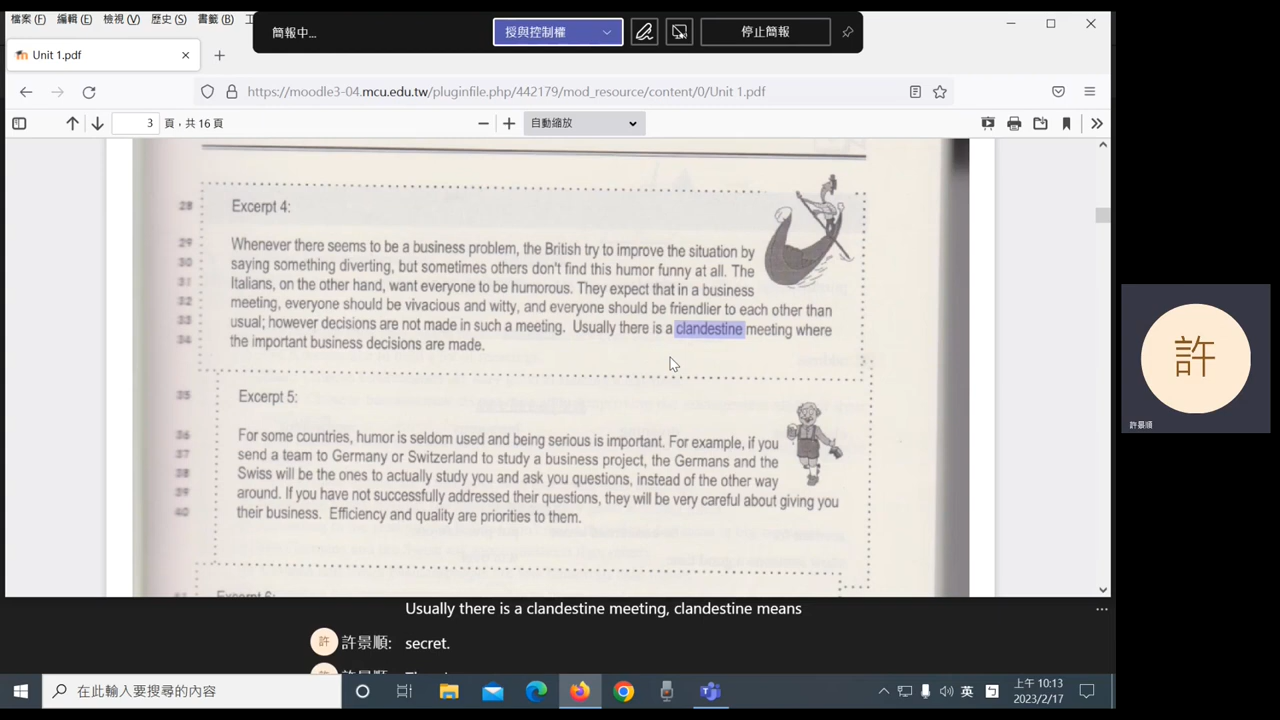 檔案(F) 編輯(E) 檢視(V) 歷史(S) 書籤(B)
簡報中... 授與控制權 停止簡報
Unit 1.pdf
https://moodle3-04.mcu.edu.tw/pluginfile.php/442179/mod_resource/content/0/Unit 1.pdf
3 頁，共 16 頁 自動縮放
28 Excerpt 4:
29 Whenever there seems to be a business problem, the British try to improve the situation by
30 saying something diverting, but sometimes others don't find this humor funny at all. The
31 Italians, on the other hand, want everyone to be humorous. They expect that in a business
32 meeting, everyone should be vivacious and witty, and everyone should be friendlier to each other than
33 usual; however decisions are not made in such a meeting. Usually there is a clandestine meeting where
34 the important business decisions are made.
35 Excerpt 5:
36 For some countries, humor is seldom used and being serious is important. For example, if you
37 send a team to Germany or Switzerland to study a business project, the Germans and the
38 Swiss will be the ones to actually study you and ask you questions, instead of the other way
39 around. If you have not successfully addressed their questions, they will be very careful about giving you
40 their business. Efficiency and quality are priorities to them.
許
許景順
Usually there is a clandestine meeting, clandestine means
許 許景順: secret.
在此輸入要搜尋的內容
英
上午 10:13
2023/2/17